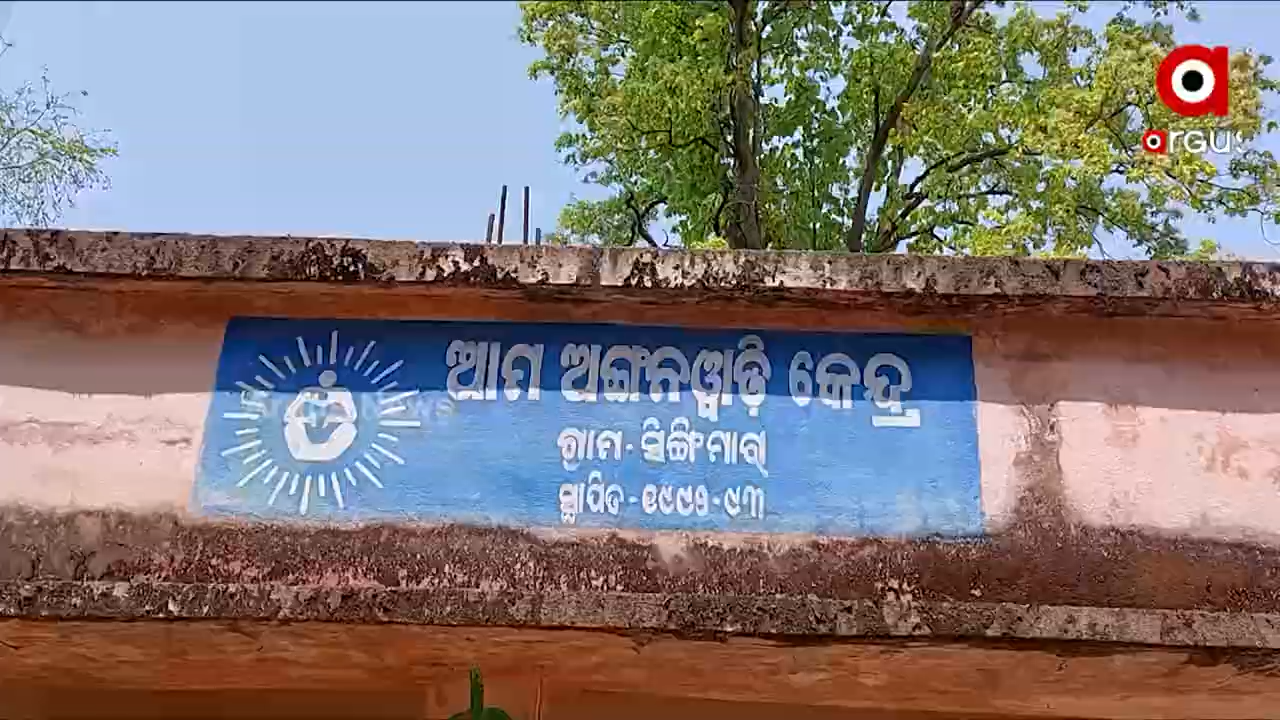 argus
ଆମ ଅଙ୍ଗନୱାଡ଼ି କେନ୍ଦ୍ର
ଗ୍ରାମ - ସିଙ୍ଗିମାରା
ସ୍ଥାପିତ - ୧୯୯୨ - ୯୩